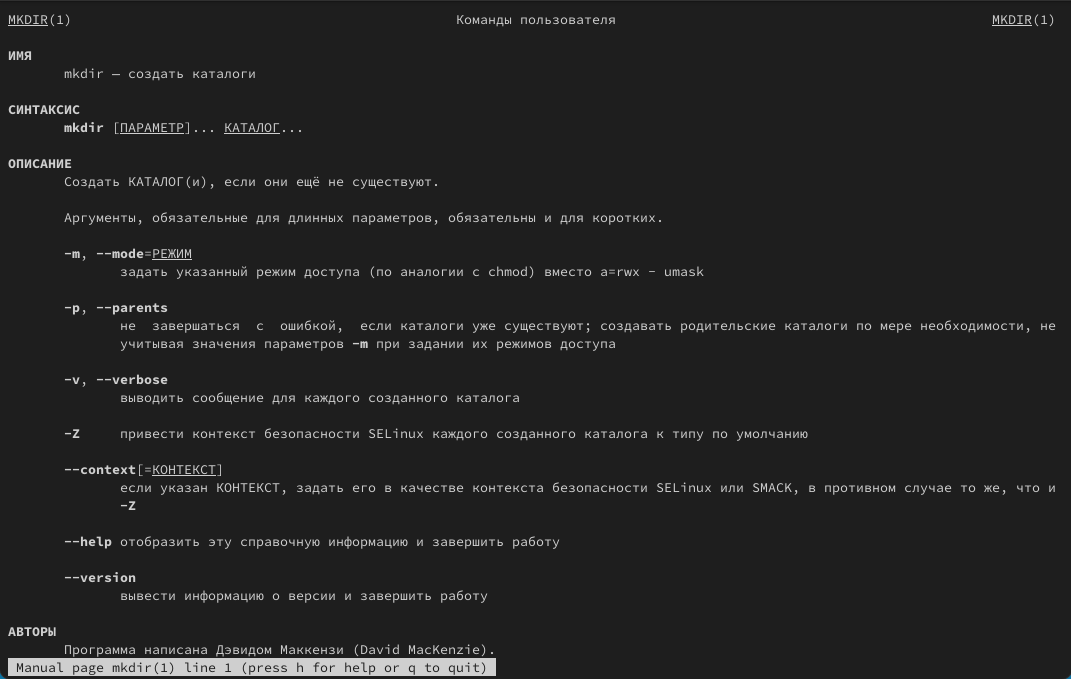 MKDIR(1) Команды пользователя MKDIR(1)
ИМЯ
mkdir — создать каталоги
СИНТАКСИС
mkdir [ПАРАМЕТР]... КАТАЛОГ...
ОПИСАНИЕ
Создать КАТАЛОГ(и), если они ещё не существуют.
Аргументы, обязательные для длинных параметров, обязательны и для коротких.
-m, --mode=РЕЖИМ
задать указанный режим доступа (по аналогии с chmod) вместо a=rwx - umask
-p, --parents
не завершаться с ошибкой, если каталоги уже существуют; создавать родительские каталоги по мере необходимости, не
учитывая значения параметров -m при задании их режимов доступа
-v, --verbose
выводить сообщение для каждого созданного каталога
-Z привести контекст безопасности SELinux каждого созданного каталога к типу по умолчанию
--context[=КОНТЕКСТ]
если указан КОНТЕКСТ, задать его в качестве контекста безопасности SELinux или SMACK, в противном случае то же, что и
-Z
--help отобразить эту справочную информацию и завершить работу
--version
вывести информацию о версии и завершить работу
АВТОРЫ
Программа написана Дэвидом Маккензи (David MacKenzie).
Manual page mkdir(1) line 1 (press h for help or q to quit)